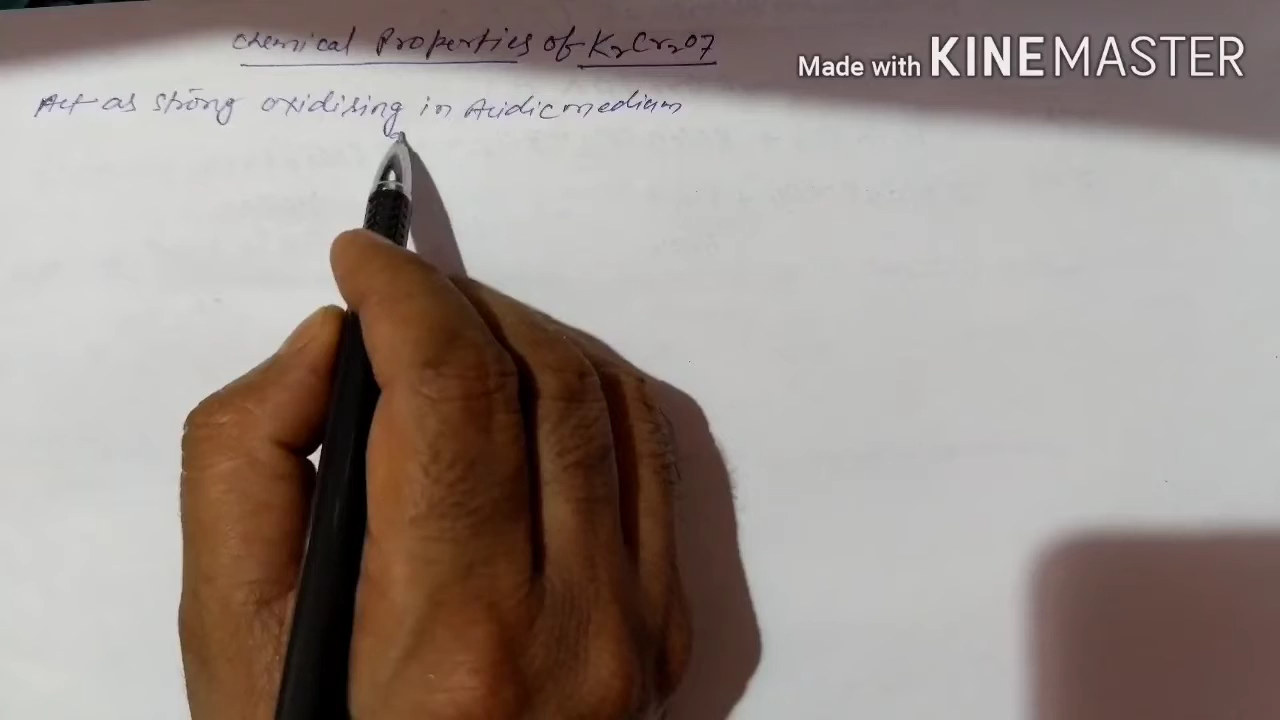 Chemical Properties of K2Cr2O7
Made with KINEMASTER
Act as strong oxidising in Acidic medium